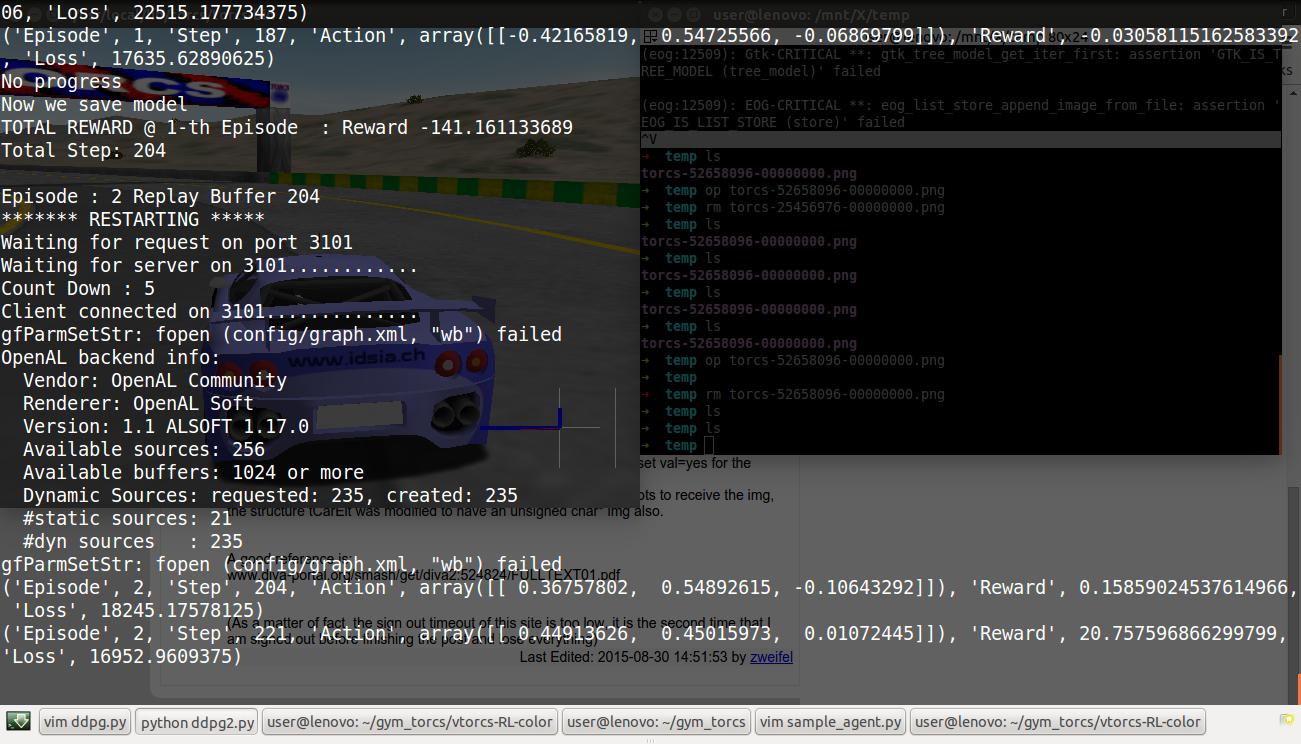 06, 'Loss', 22515.177734375)
('Episode', 1, 'Step', 187, 'Action', array([[-0.42165819,  0.54725566, -0.06869799]]), 'Reward', -0.03058115162583392
, 'Loss', 17635.62890625)
No progress
Now we save model
TOTAL REWARD @ 1-th Episode  : Reward -141.161133689
Total Step: 204
Episode : 2 Replay Buffer 204
******* RESTARTING *****
Waiting for request on port 3101
Waiting for server on 3101............
Count Down : 5
Client connected on 3101..............
gfParmSetStr: fopen (config/graph.xml, "wb") failed
OpenAL backend info:
  Vendor: OpenAL Community
  Renderer: OpenAL Soft
  Version: 1.1 ALSOFT 1.17.0
  Available sources: 256
  Available buffers: 1024 or more
  Dynamic Sources: requested: 235, created: 235
  #static sources: 21
  #dyn sources   : 235
gfParmSetStr: fopen (config/graph.xml, "wb") failed
('Episode', 2, 'Step', 204, 'Action', array([[ 0.36757802,  0.54892615, -0.10643292]]), 'Reward', 0.15859024537614966,
 'Loss', 18245.17578125)
('Episode', 2, 'Step', 221, 'Action', array([[ 0.44913626,  0.45015973,  0.01072445]]), 'Reward', 20.757596866299799,
'Loss', 16952.9609375)
www.idsia.ch
user@lenovo: /mnt/X/temp
(eog:12509): Gtk-CRITICAL **: gtk_tree_model_get_iter_first: assertion 'GTK_IS_T
REE_MODEL (tree_model)' failed
(eog:12509): EOG-CRITICAL **: eog_list_store_append_image_from_file: assertion '
EOG_IS_LIST_STORE (store)' failed
^V
→ temp ls
torcs-52658096-00000000.png
→ temp op torcs-52658096-00000000.png
→ temp rm torcs-25456976-00000000.png
→ temp ls
torcs-52658096-00000000.png
→ temp ls
torcs-52658096-00000000.png
→ temp ls
torcs-52658096-00000000.png
→ temp ls
torcs-52658096-00000000.png
→ temp op torcs-52658096-00000000.png
→ temp
→ temp rm torcs-52658096-00000000.png
→ temp ls
→ temp ls
→ temp
set val=yes for the
ots to receive the img,
the structure tCarElt was modified to have an unsigned char* img also.
A good reference is:
www.diva-portal.org/smash/get/diva2:524824/FULLTEXT01.pdf
(As a matter of fact, the sign out timeout of this site is too low, it is the second time that I
am signed out before finishing the post and lose everything)
Last Edited: 2015-08-30 14:51:53 by zweifel
vim ddpg.py
python ddpg2.py
user@lenovo: ~/gym_torcs/vtorcs-RL-color
user@lenovo: ~/gym_torcs
vim sample_agent.py
user@lenovo: ~/gym_torcs/vtorcs-RL-color